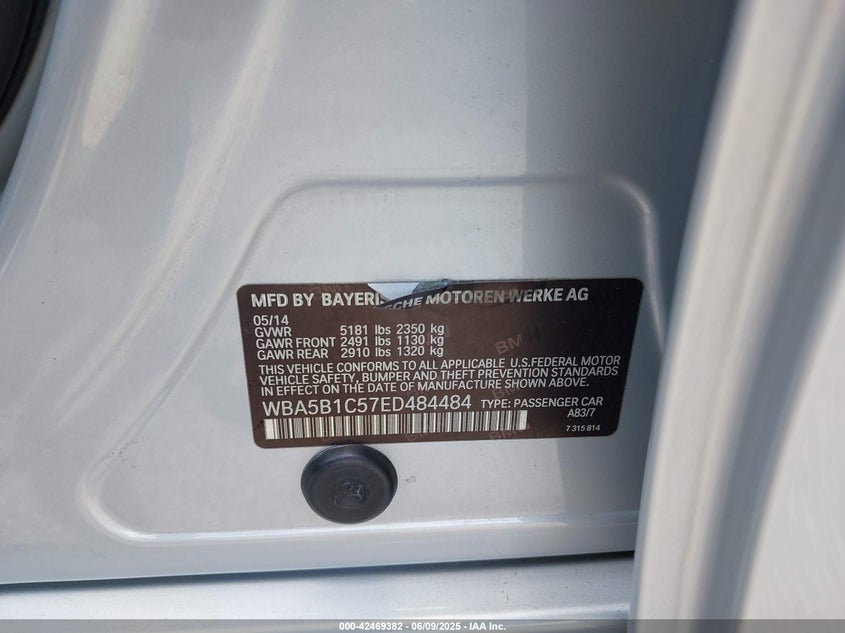 MFD BY BAYERISCHE MOTOREN WERKE AG
05/14
GVWR 5181 lbs 2350 kg
GAWR FRONT 2491 lbs 1130 kg
GAWR REAR 2910 lbs 1320 kg
THIS VEHICLE CONFORMS TO ALL APPLICABLE U.S.FEDERAL MOTOR
VEHICLE SAFETY, BUMPER AND THEFT PREVENTION STANDARDS
IN EFFECT ON THE DATE OF MANUFACTURE SHOWN ABOVE.
WBA5B1C57ED484484 TYPE: PASSENGER CAR
A83/7
7 315 814
000-42469382 - 06/09/2025 - IAA Inc.